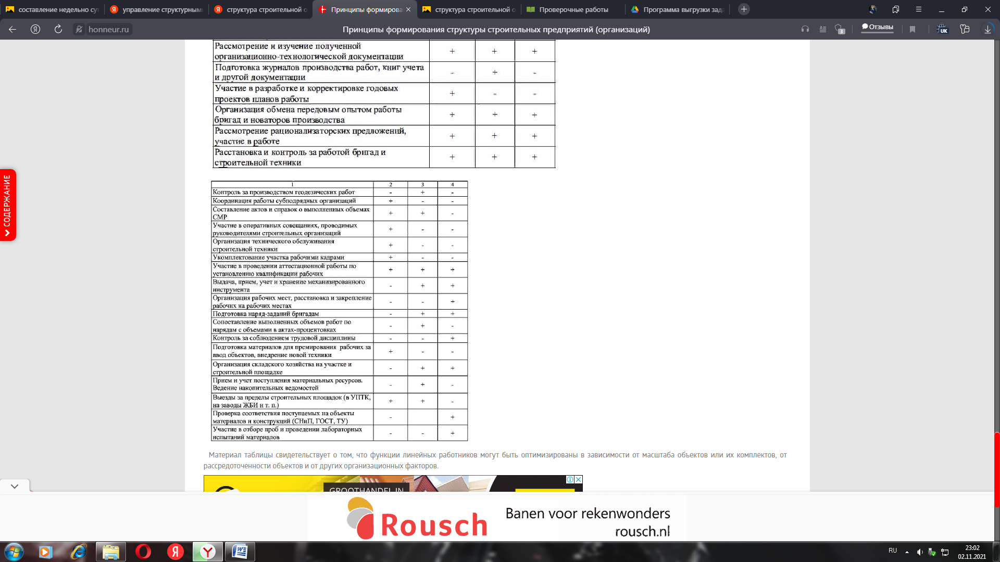 составление недельно сут
управление структурными
структура строительной о
Принципы формирова
структура строительной о
Проверочные работы
Программа выгрузки зада
honneur.ru
Принципы формирования структуры строительных предприятий (организаций)
3
Отзывы
UK
Рассмотрение и изучение полученной
организационно-технологической документации
+ + +
Подготовка журналов производства работ, книг учета
и другой документации
- + -
Участие в разработке и корректировке годовых
проектов планов работы
+ - -
Организация обмена передовым опытом работы
бригад и новаторов производства
+ + +
Рассмотрение рационализаторских предложений,
участие в работе
+ + +
Расстановка и контроль за работой бригад и
строительной техники
+ + +
СОДЕРЖАНИЕ
1 2 3 4
Контроль за производством геодезических работ - + -
Координация работы субподрядных организаций + - -
Составление актов и справок о выполненных объемах
СМР
+ + -
Участие в оперативных совещаниях, проводимых
руководителями строительных организаций
+ - -
Организация технического обслуживания
строительной техники
+ - -
Укомплектование участка рабочими кадрами + - -
Участие в проведении аттестационной работы по
установлению квалификации рабочих
+ + +
Выдача, прием, учет и хранение механизированного
инструмента
- + +
Организация рабочих мест, расстановка и закрепление
рабочих на рабочих местах
- - +
Подготовка наряд-заданий бригадам - + +
Сопоставление выполненных объемов работ по
нарядам с объемами в актах-процентовках
- + -
Контроль за соблюдением трудовой дисциплины - - +
Подготовка материалов для премирования рабочих за
ввод объектов, внедрение новой техники
+ - -
Организация складского хозяйства на участке и
строительной площадке
- + +
Прием и учет поступления материальных ресурсов.
Ведение накопительных ведомостей
- + -
Выезды за пределы строительных площадок (в УПТК,
на заводы ЖБИ и т. п.)
+ + -
Проверка соответствия поступаемых на объекты
материалов и конструкций (СНиП, ГОСТ, ТУ)
- +
Участие в отборе проб и проведении лабораторных
испытаний материалов
- - +
Материал таблицы свидетельствует о том, что функции линейных работников могут быть оптимизированы в зависимости от масштаба объектов или их комплектов, от
рассредоточенности объектов и от других организационных факторов.
GROOTHANDEL IN
Rousch
Banen voor rekenwonders
rousch.nl
RU
23:02
02.11.2021